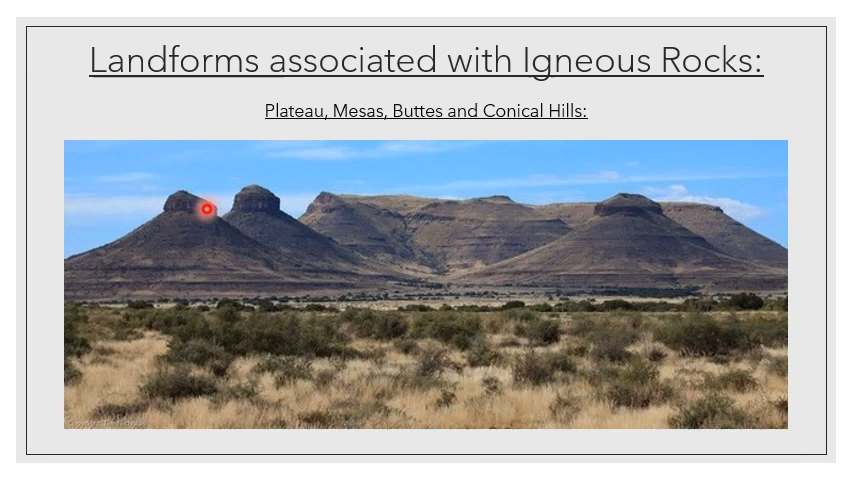 Landforms associated with Igneous Rocks:
Plateau, Mesas, Buttes and Conical Hills: